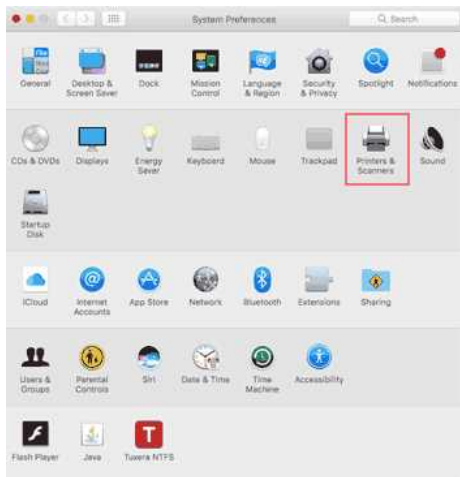 System Preferences
Search
General
Desktop &
Screen Saver
Dock
Mission
Control
Language
& Region
Security
& Privacy
Spotlight
Notifications
CDs & DVDs
Displays
Energy
Saver
Keyboard
Mouse
Trackpad
Printers &
Scanners
Sound
Startup
Disk
iCloud
Internet
Accounts
App Store
Network
Bluetooth
Extensions
Sharing
Users &
Groups
Parental
Controls
Siri
Date & Time
Time
Machine
Accessibility
Flash Player
Java
Tuxera NTFS